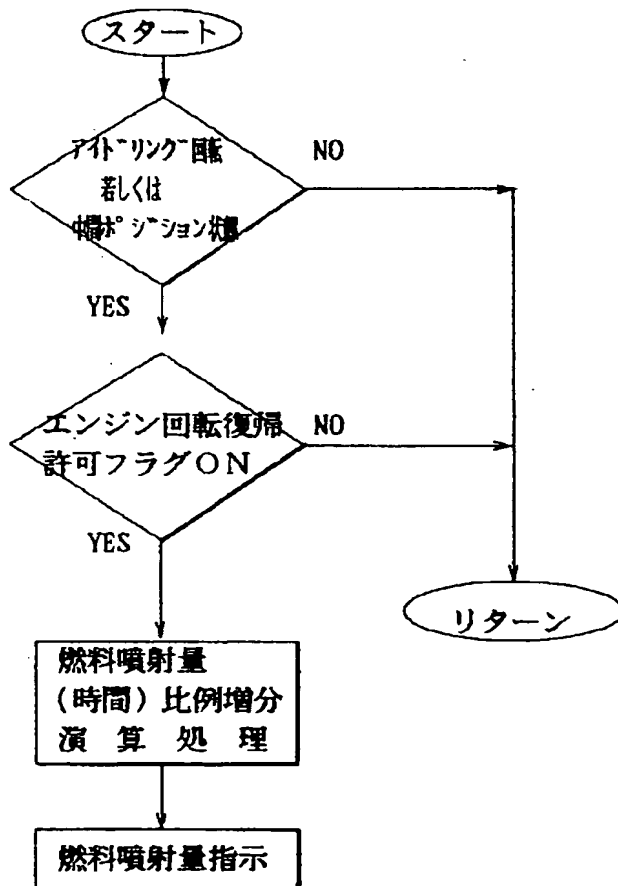 スタート
アイドリング回転
若しくは
中間ポジション状態
NO
YES
エンジン回転復帰
許可フラグON
NO
YES
リターン
燃料噴射量
(時間)比例増分
演算処理
燃料噴射量指示